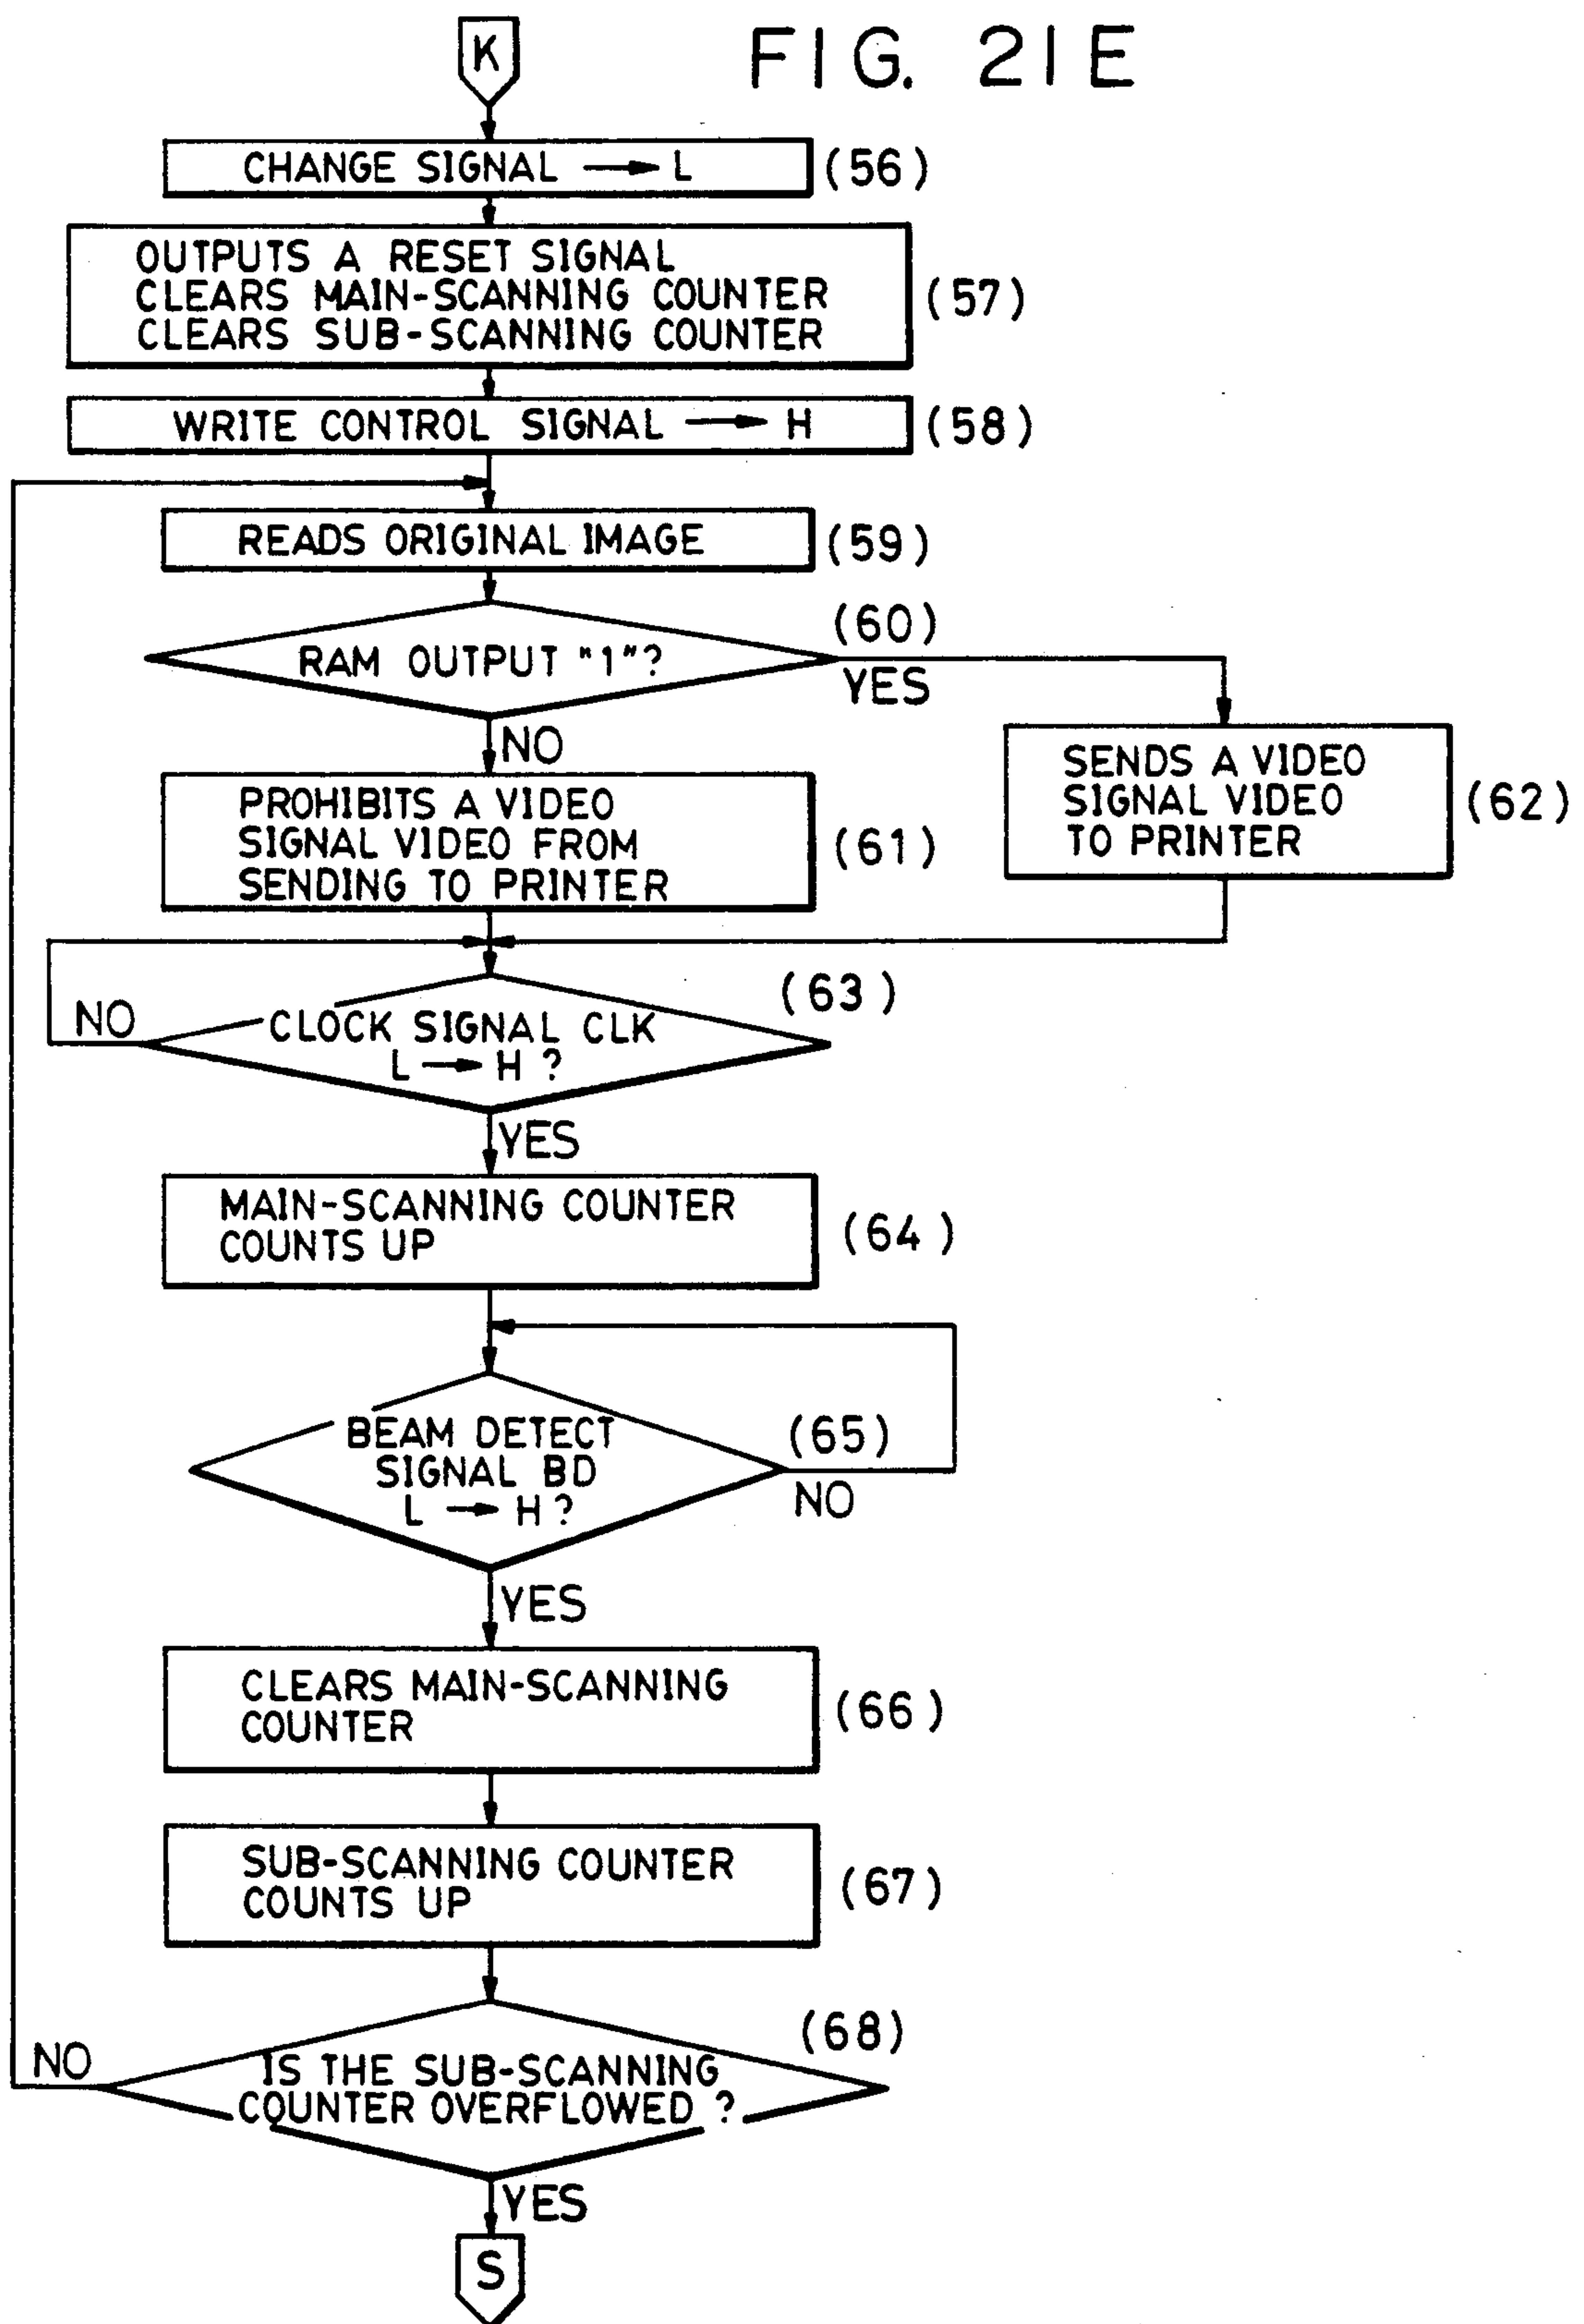 K
FIG. 21E
CHANGE SIGNAL → L
(56)
OUTPUTS A RESET SIGNAL
CLEARS MAIN-SCANNING COUNTER
CLEARS SUB-SCANNING COUNTER
(57)
WRITE CONTROL SIGNAL → H
(58)
READS ORIGINAL IMAGE
(59)
RAM OUTPUT "1"?
(60)
YES
NO
PROHIBITS A VIDEO
SIGNAL VIDEO FROM
SENDING TO PRINTER
(61)
SENDS A VIDEO
SIGNAL VIDEO
TO PRINTER
(62)
CLOCK SIGNAL CLK
L → H ?
(63)
NO
YES
MAIN-SCANNING COUNTER
COUNTS UP
(64)
BEAM DETECT
SIGNAL BD
L → H ?
(65)
NO
YES
CLEARS MAIN-SCANNING
COUNTER
(66)
SUB-SCANNING COUNTER
COUNTS UP
(67)
IS THE SUB-SCANNING
COUNTER OVERFLOWED ?
(68)
NO
YES
S